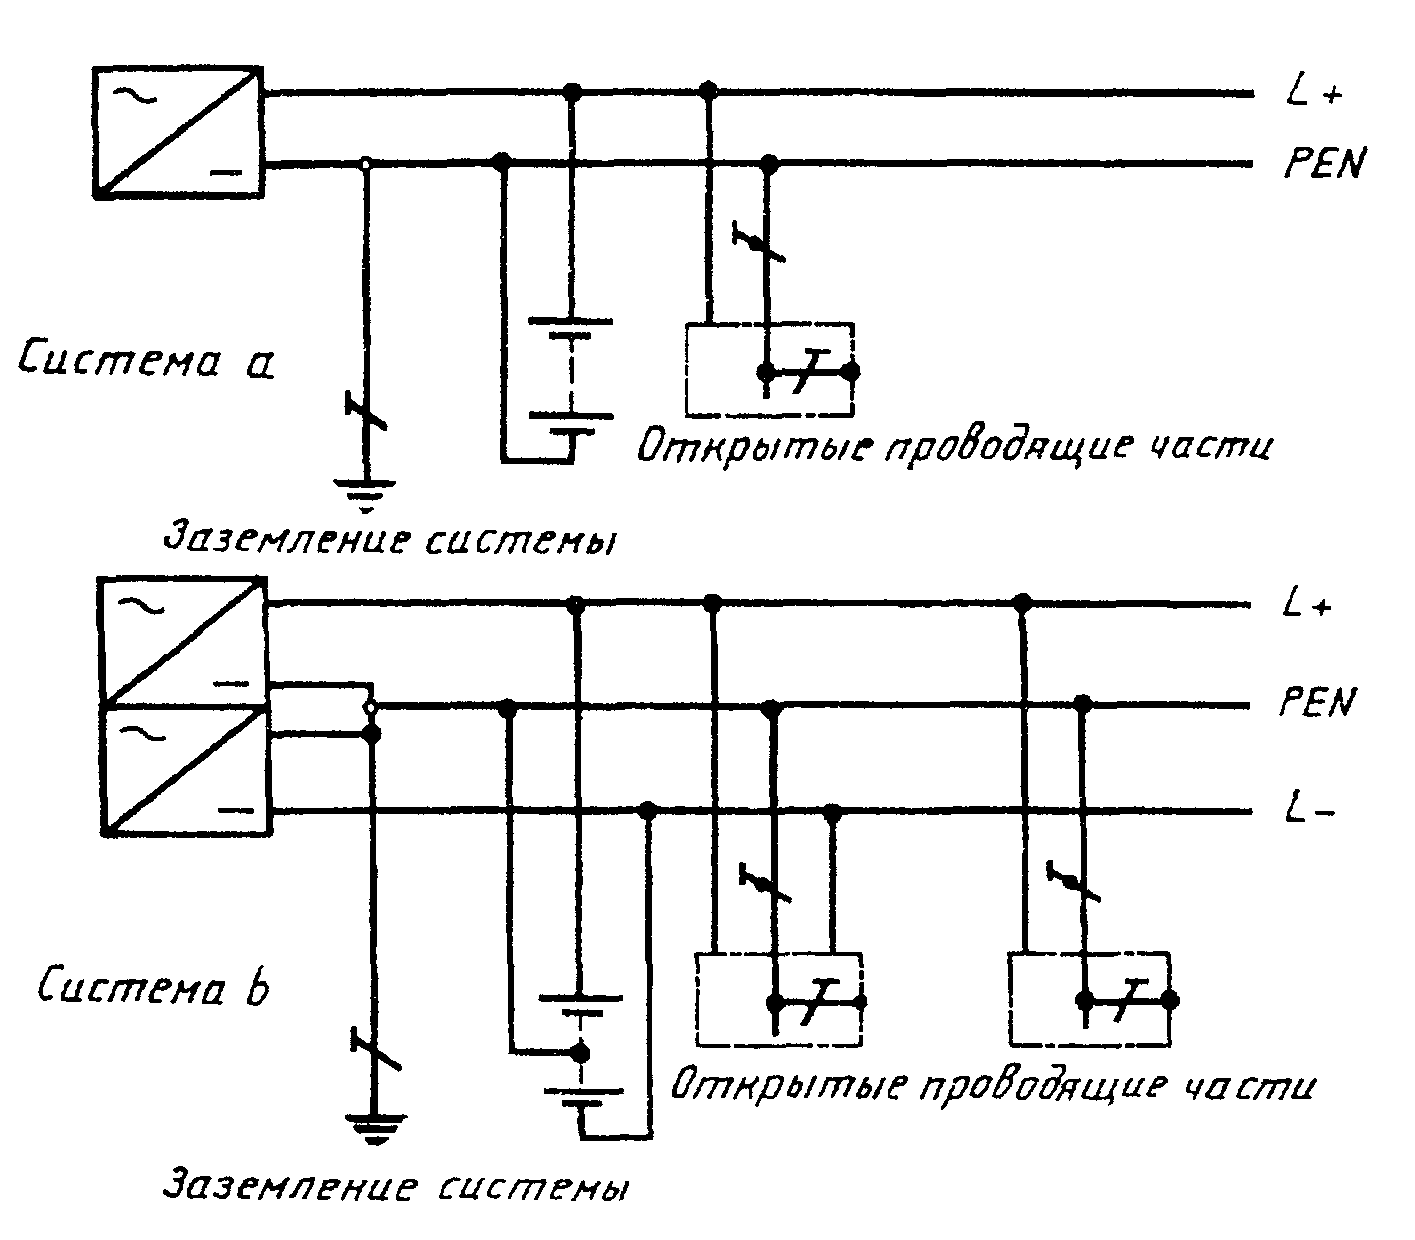 L+
PEN
Система a
Открытые проводящие части
Заземление системы
L+
PEN
L-
Система b
Открытые проводящие части
Заземление системы